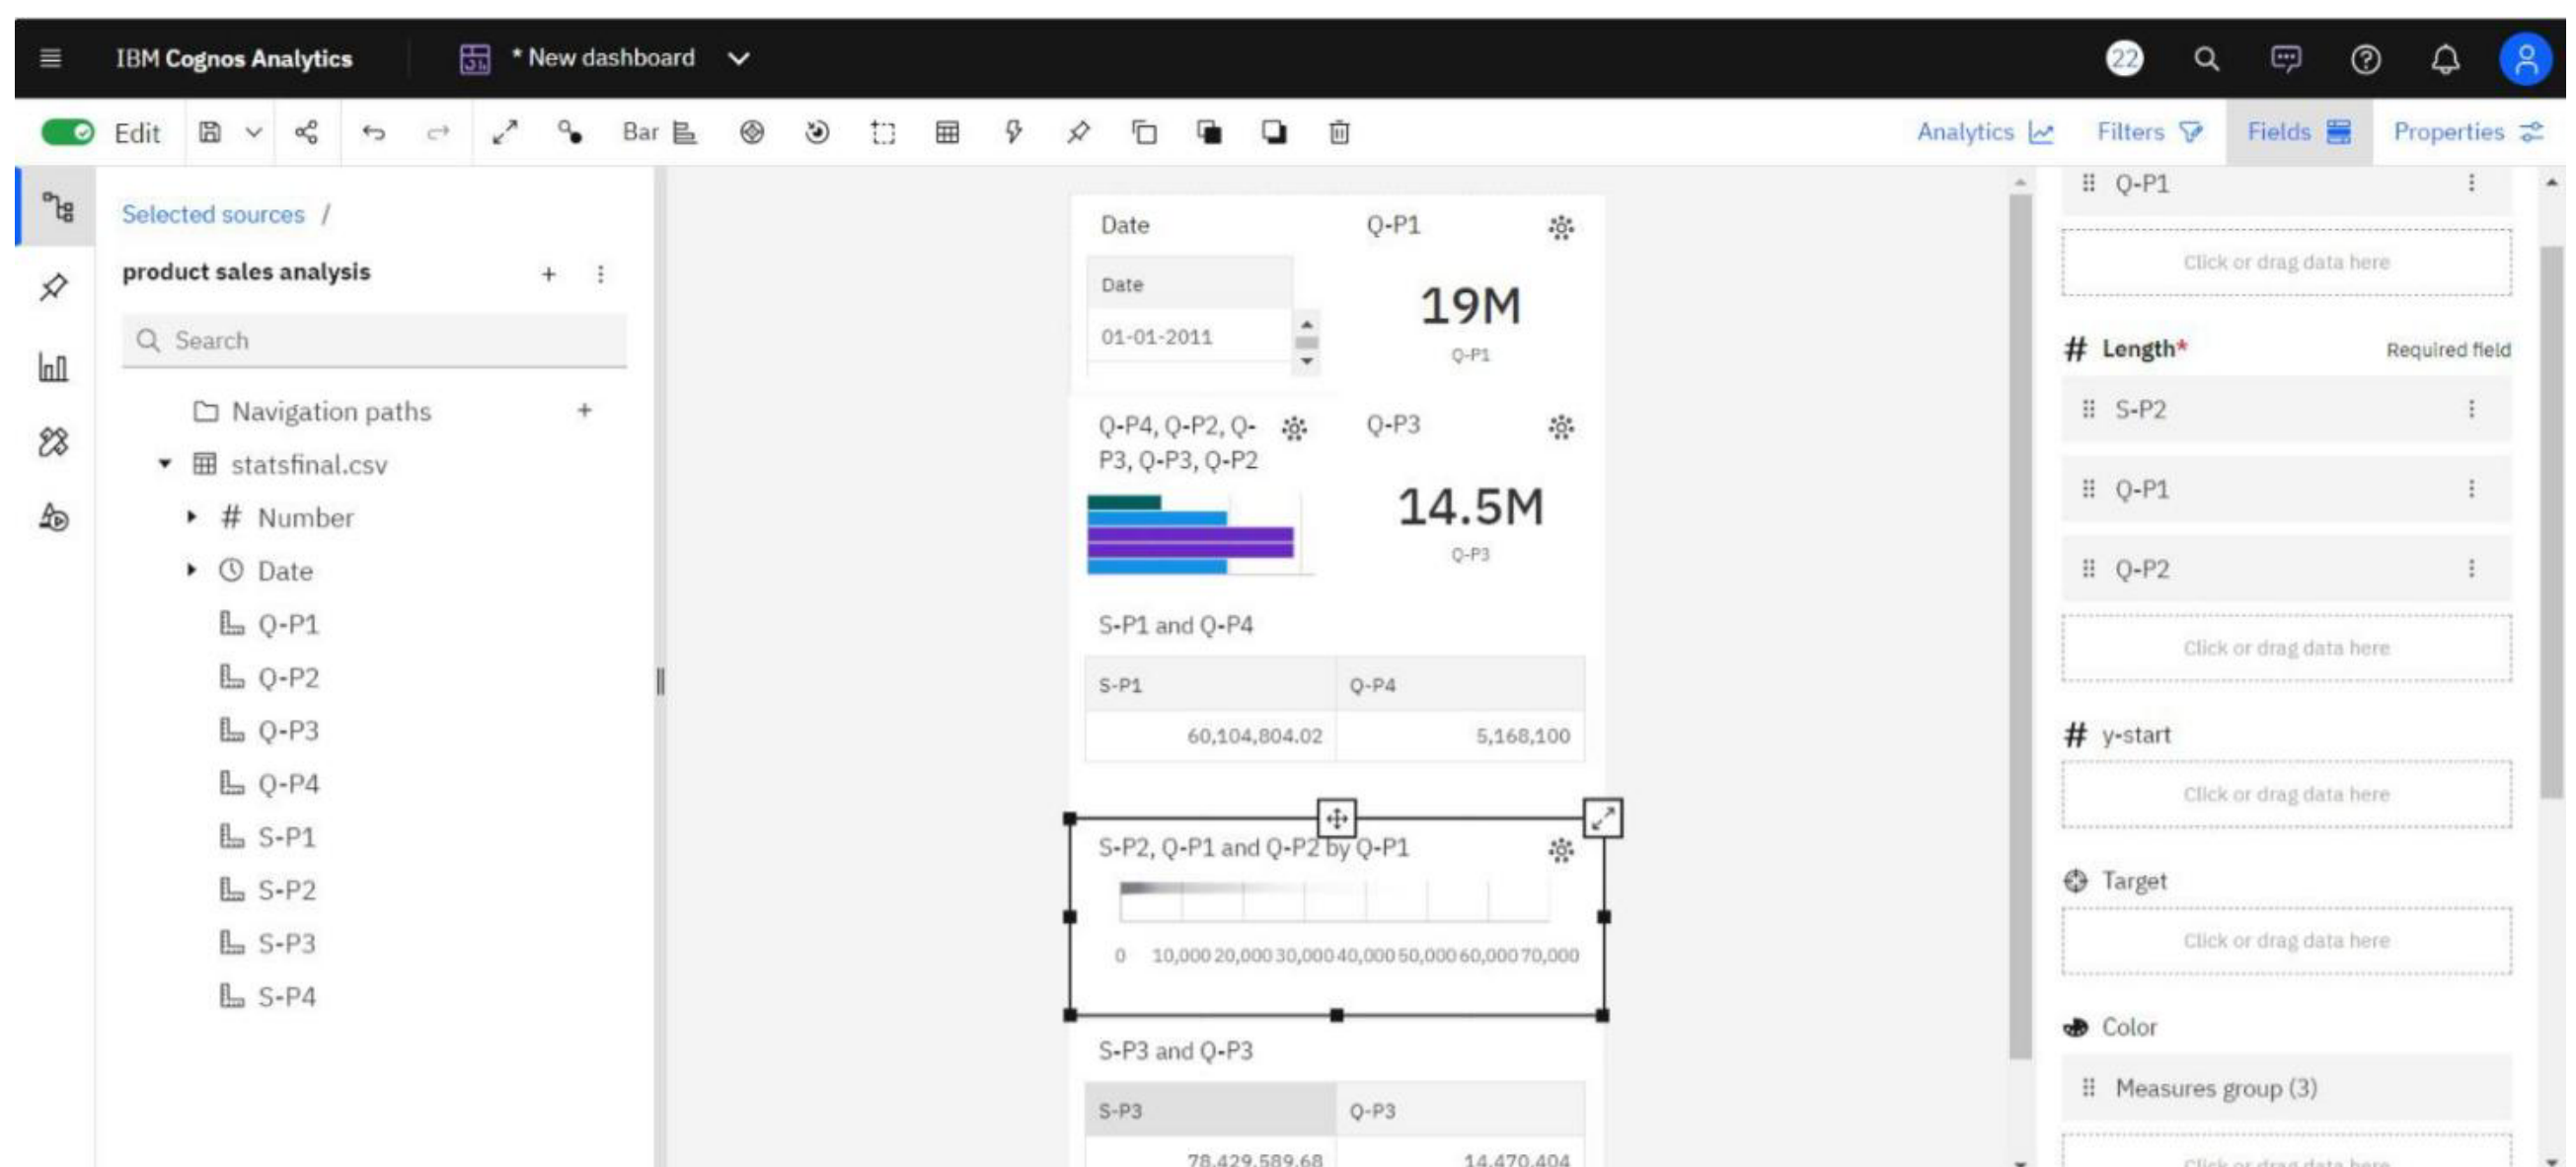 IBM Cognos Analytics
* New dashboard
22
Edit
Bar
Analytics
Filters
Fields
Properties
Selected sources /
product sales analysis
Search
Navigation paths
statsfinal.csv
Number
Date
Q-P1
Q-P2
Q-P3
Q-P4
S-P1
S-P2
S-P3
S-P4
Date
Date
01-01-2011
Q-P1
19M
Q-P1
Q-P4, Q-P2, Q-
P3, Q-P3, Q-P2
Q-P3
14.5M
Q-P3
S-P1 and Q-P4
S-P1 Q-P4
60,104,804.02 5,168,100
S-P2, Q-P1 and Q-P2 by Q-P1
0 10,000 20,000 30,000 40,000 50,000 60,000 70,000
S-P3 and Q-P3
S-P3 Q-P3
78,429,589.68 14,470,404
Q-P1
Click or drag data here
# Length* Required field
S-P2
Q-P1
Q-P2
Click or drag data here
# y-start
Click or drag data here
Target
Click or drag data here
Color
Measures group (3)
Click or drag data here